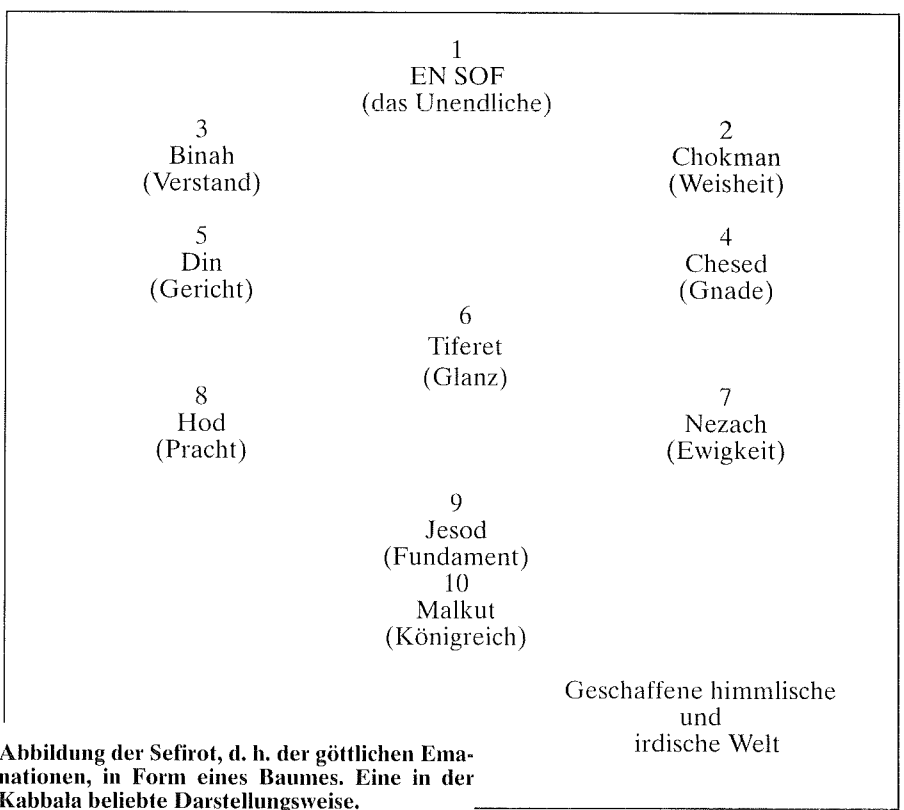 1
EN SOF
(das Unendliche)
3
Binah
(Verstand)
2
Chokman
(Weisheit)
5
Din
(Gericht)
4
Chesed
(Gnade)
6
Tiferet
(Glanz)
8
Hod
(Pracht)
7
Nezach
(Ewigkeit)
9
Jesod
(Fundament)
10
Malkut
(Königreich)
Geschaffene himmlische
und
irdische Welt
Abbildung der Sefirot, d. h. der göttlichen Ema-
nationen, in Form eines Baumes. Eine in der
Kabbala beliebte Darstellungsweise.